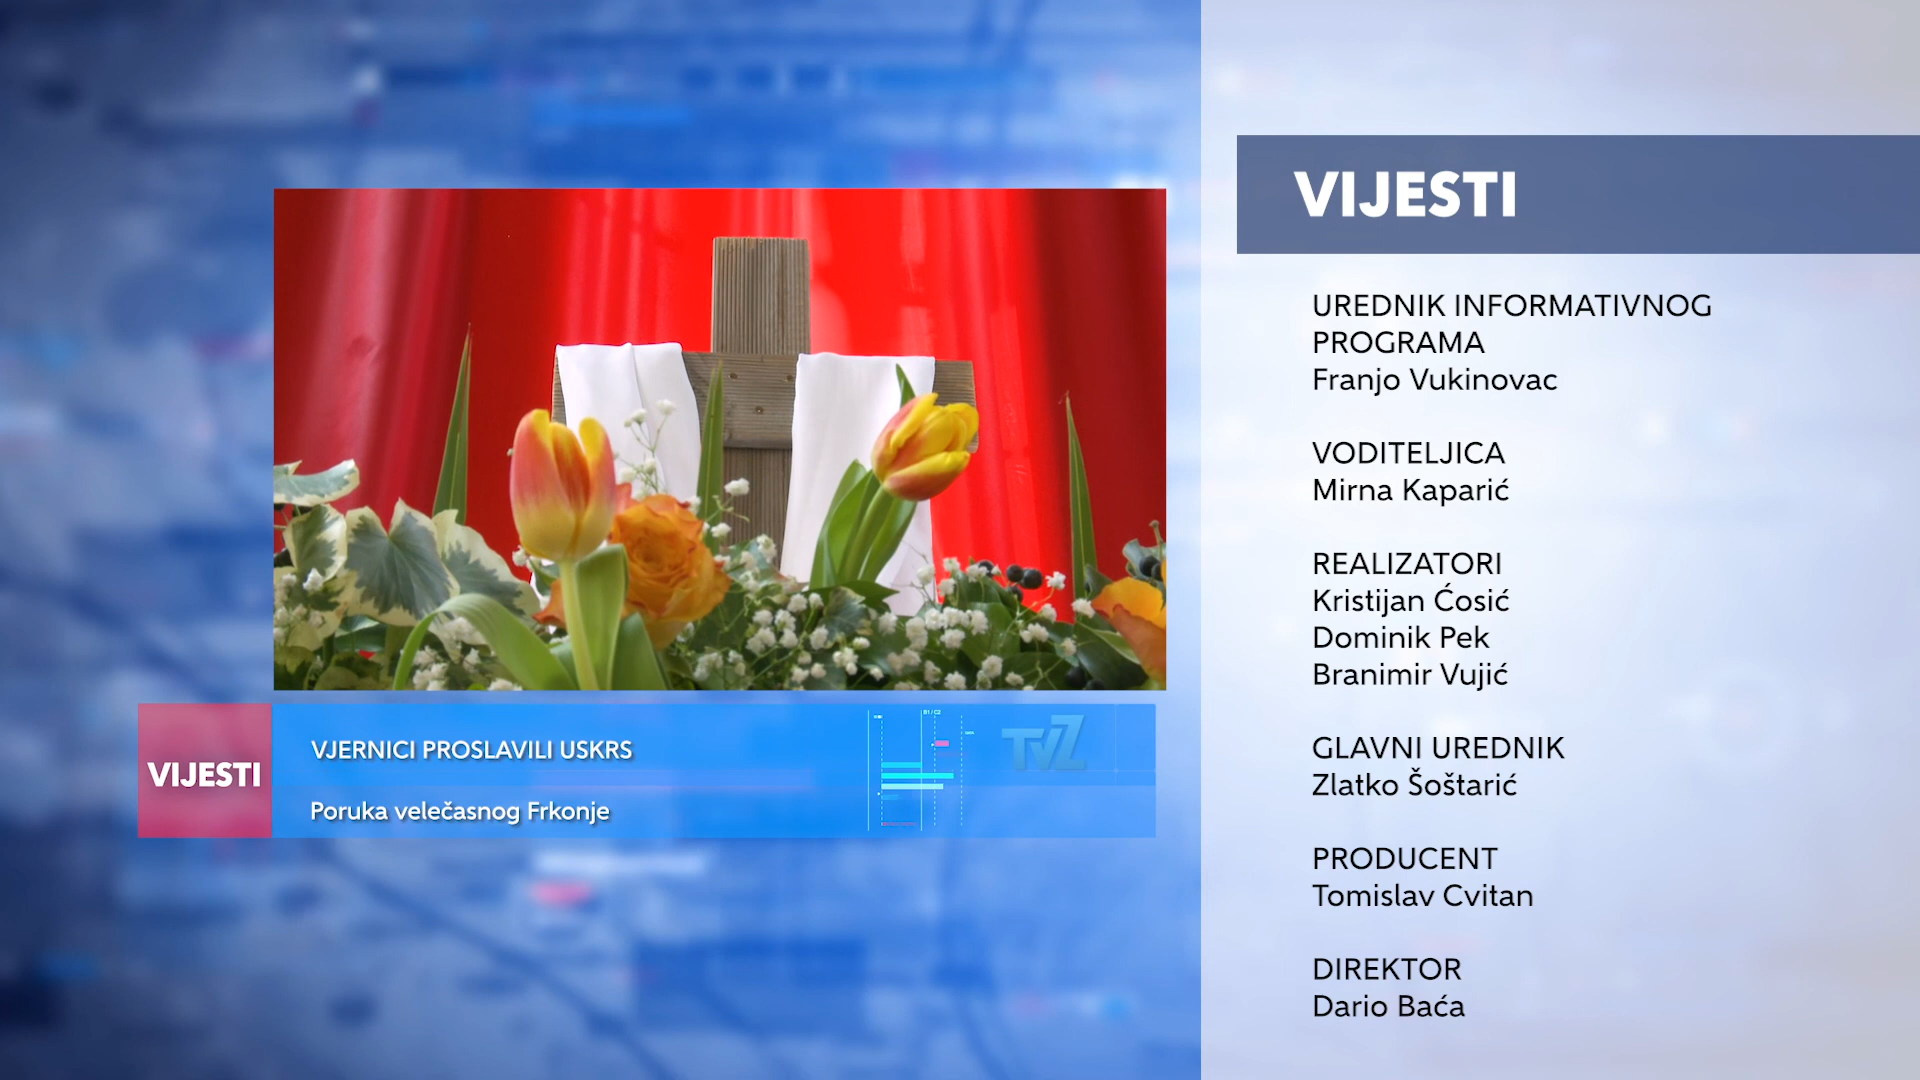 VIJESTI
UREDNIK INFORMATIVNOG
PROGRAMA
Franjo Vukinovac
VODITELJICA
Mirna Kaparić
REALIZATORI
Kristijan Ćosić
Dominik Pek
Branimir Vujić
GLAVNI UREDNIK
Zlatko Šoštarić
PRODUCENT
Tomislav Cvitan
DIREKTOR
Dario Baća
VIJESTI
VJERNICI PROSLAVILI USKRS
Poruka velečasnog Frkonje
TVZ